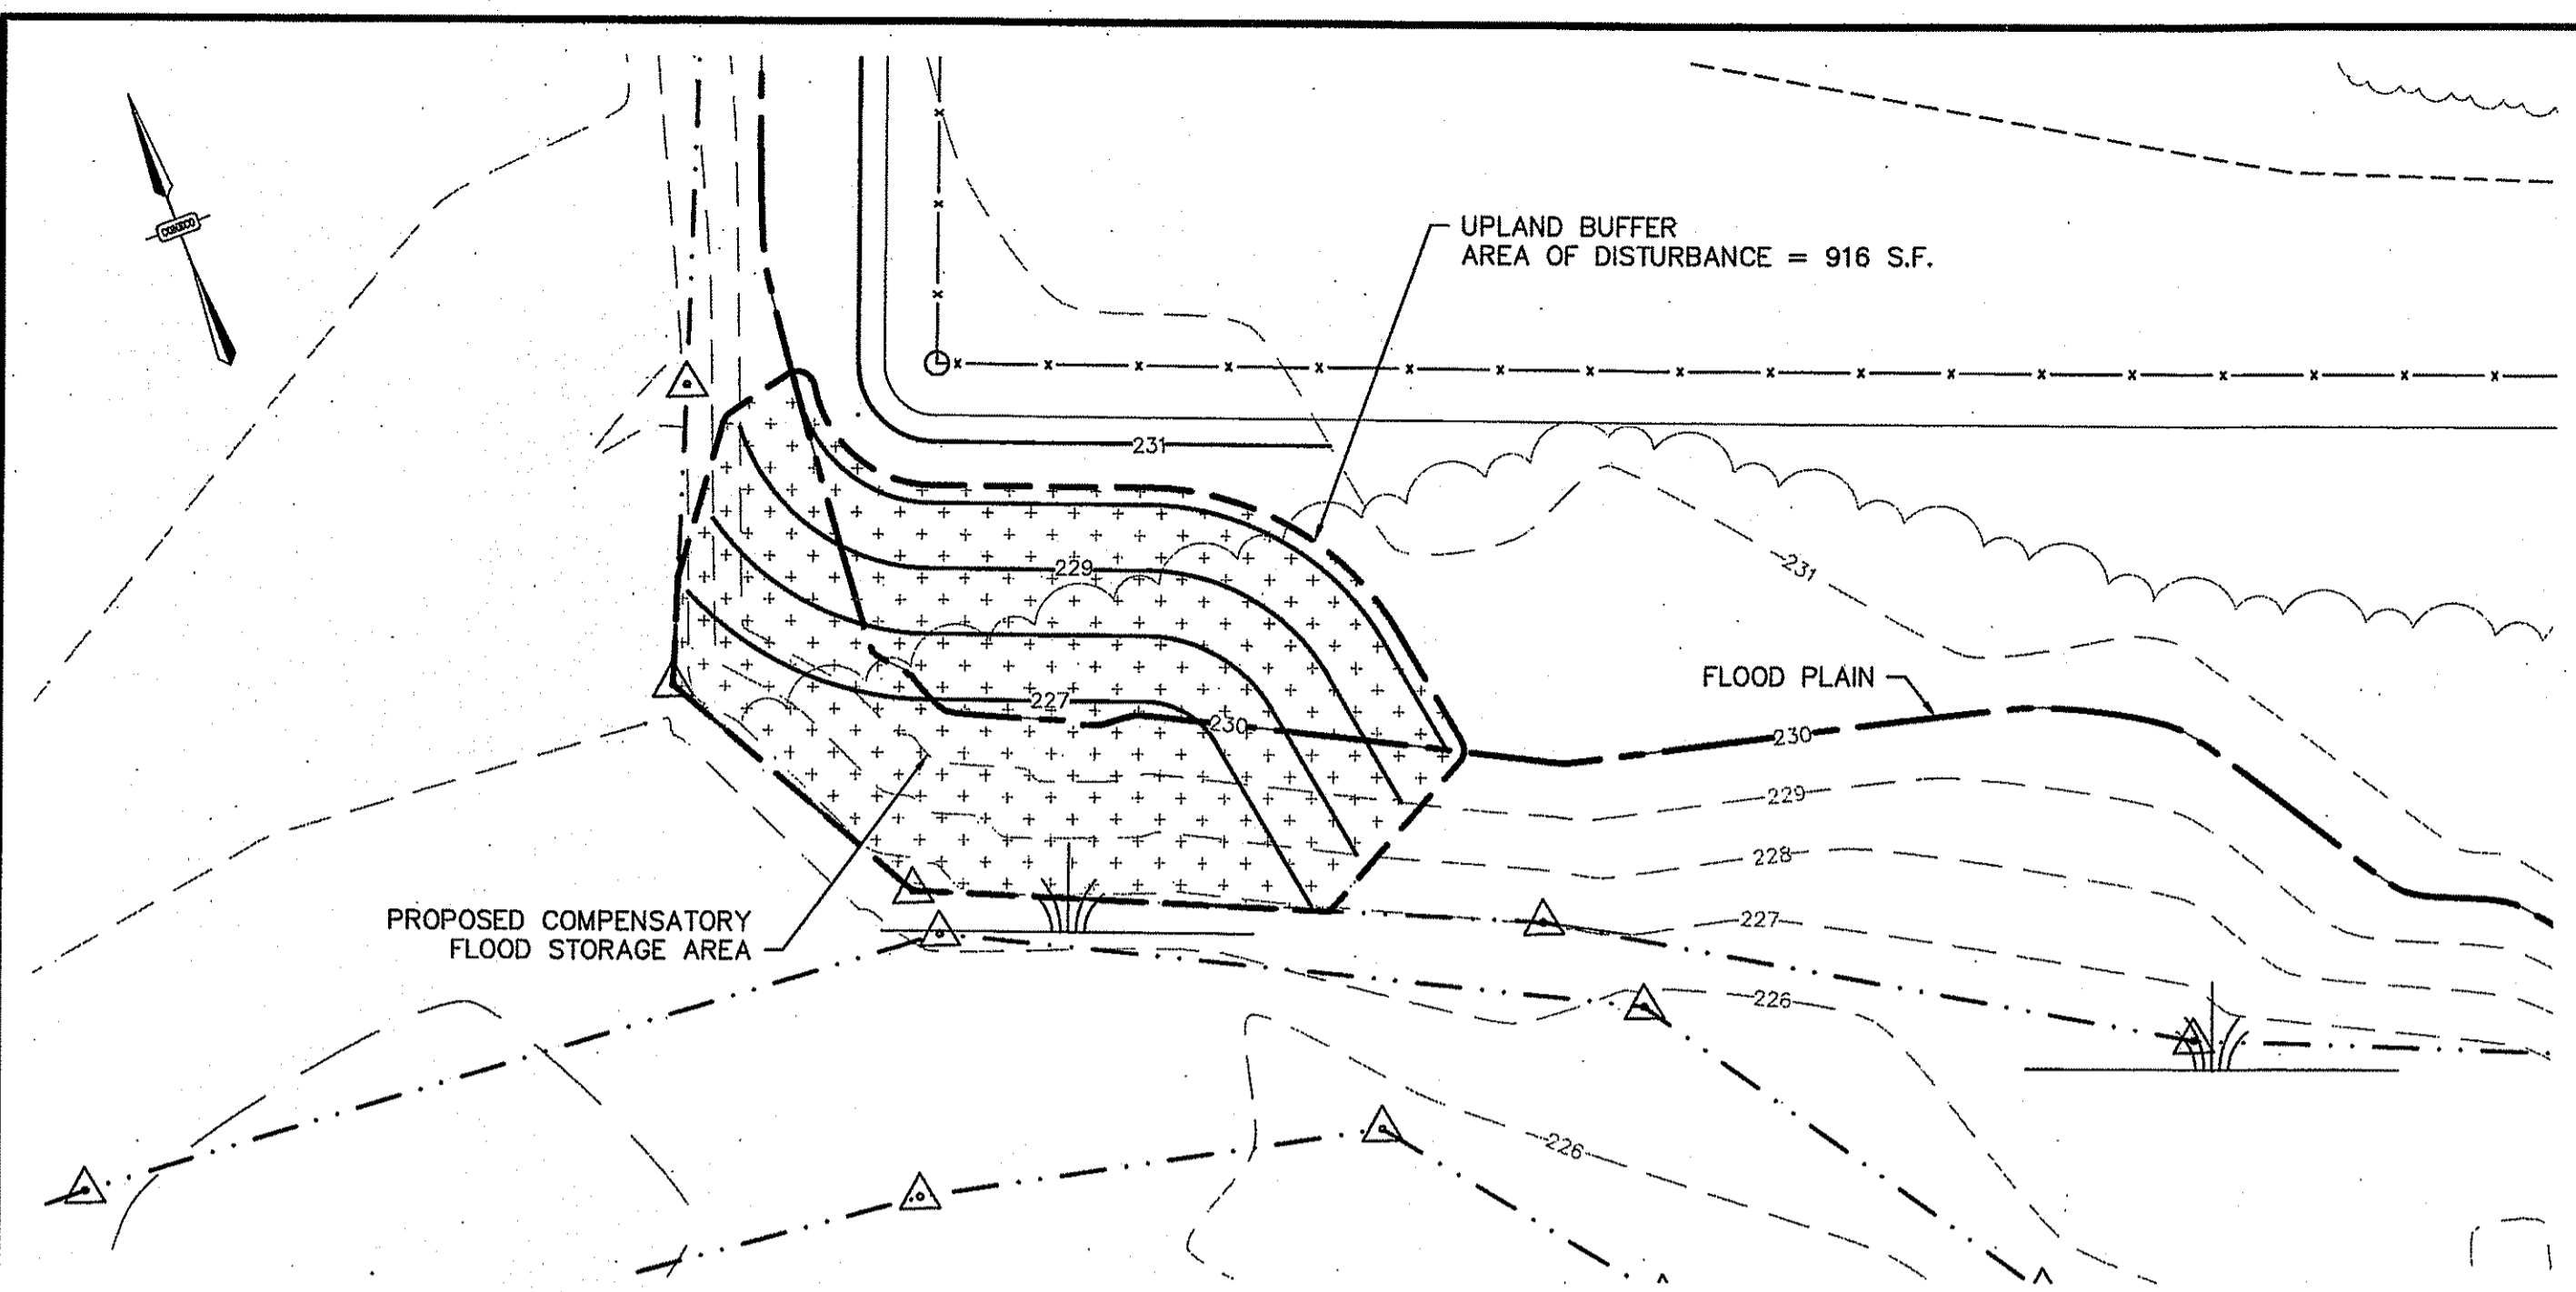 UPLAND BUFFER
AREA OF DISTURBANCE = 916 S.F.
231
229
231
FLOOD PLAIN
227
230
230
229
228
PROPOSED COMPENSATORY
FLOOD STORAGE AREA
227
226
226